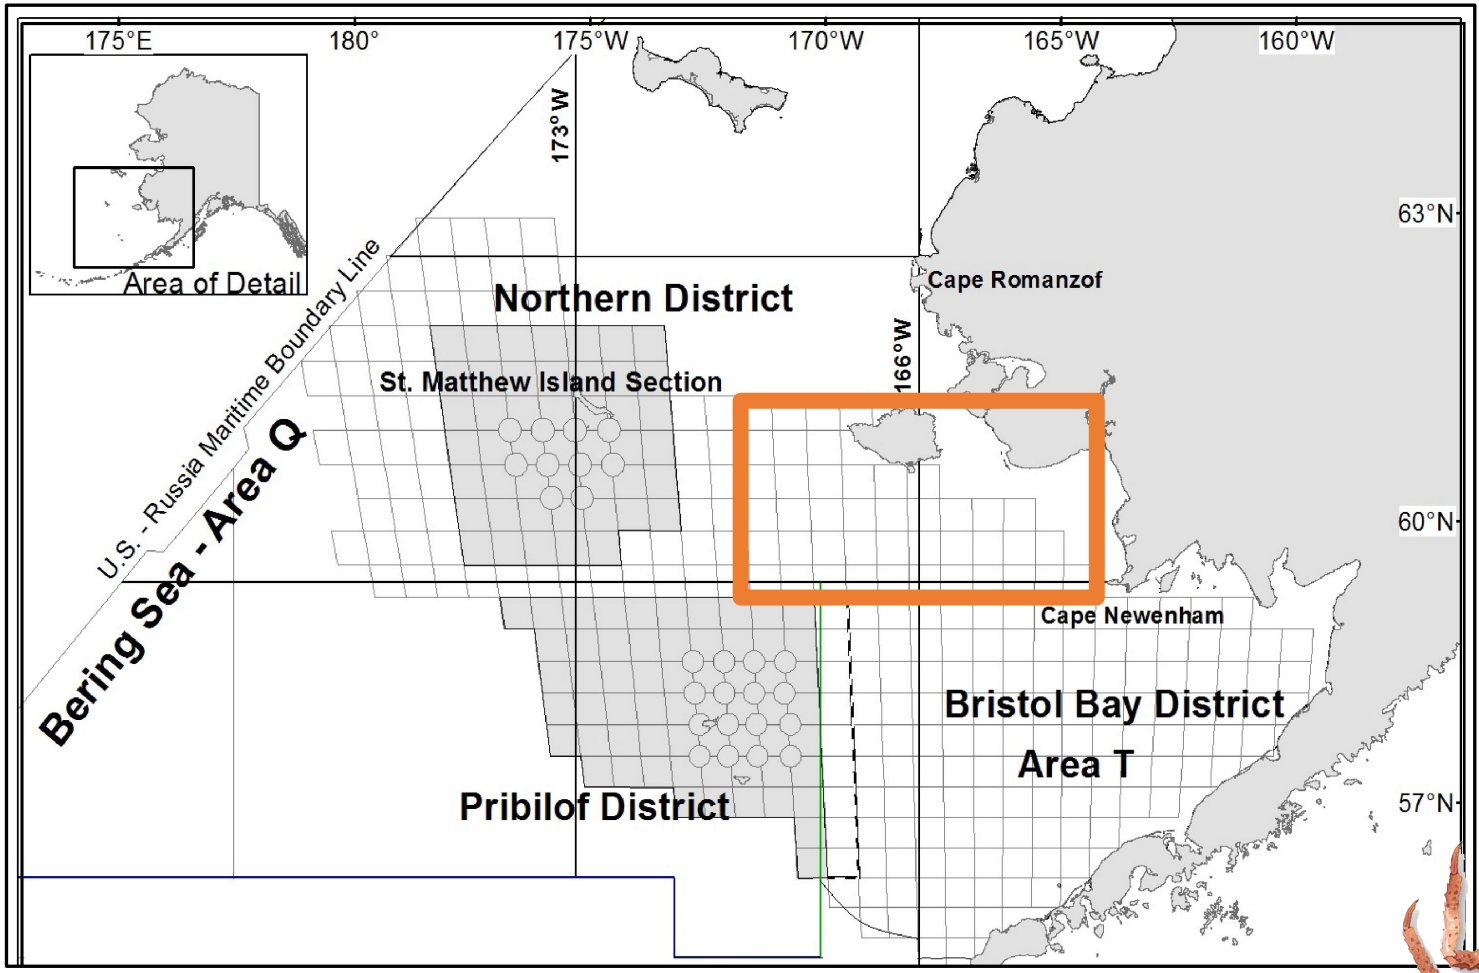 175°E
180°
175°W
170°W
165°W
160°W
173°W
63°N
Area of Detail
Cape Romanzof
Northern District
166°W
U.S. - Russia Maritime Boundary Line
St. Matthew Island Section
Bering Sea - Area Q
60°N
Cape Newenham
Bristol Bay District
Area T
Pribilof District
57°N